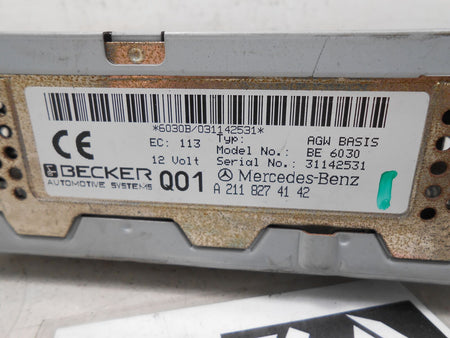 *6030B/031142531*
CE EC: 113 Typ: AGW BASIS
Model No.: BE 6030
12 Volt Serial No.: 31142531
BECKER
AUTOMOTIVE SYSTEMS Q01 Mercedes-Benz
A 211 827 41 42